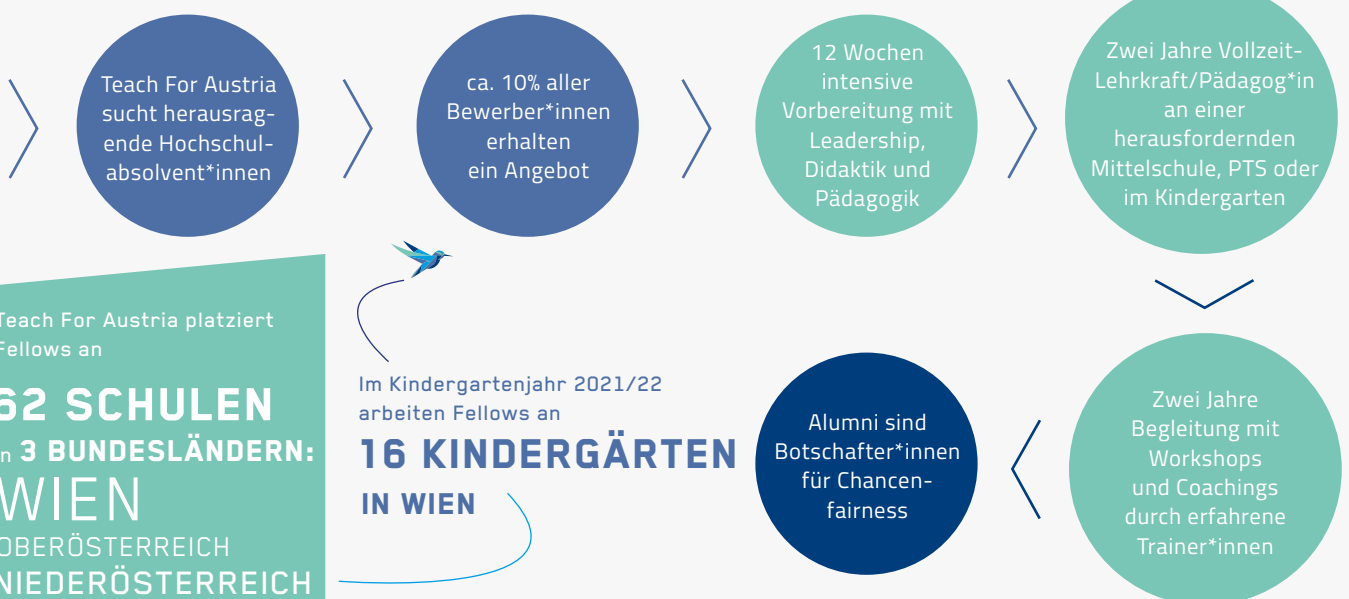 Teach For Austria
sucht herausrag-
ende Hochschul-
absolvent*innen
ca. 10% aller
Bewerber*innen
erhalten
ein Angebot
12 Wochen
intensive
Vorbereitung mit
Leadership,
Didaktik und
Pädagogik
Zwei Jahre Vollzeit-
Lehrkraft/Pädagog*in
an einer
herausfordernden
Mittelschule, PTS oder
im Kindergarten
Zwei Jahre
Begleitung mit
Workshops
und Coachings
durch erfahrene
Trainer*innen
Alumni sind
Botschafter*innen
für Chancen-
fairness
Teach For Austria platziert
Fellows an
62 SCHULEN
in 3 BUNDESLÄNDERN:
WIEN
OBERÖSTERREICH
NIEDERÖSTERREICH
Im Kindergartenjahr 2021/22
arbeiten Fellows an
16 KINDERGÄRTEN
IN WIEN